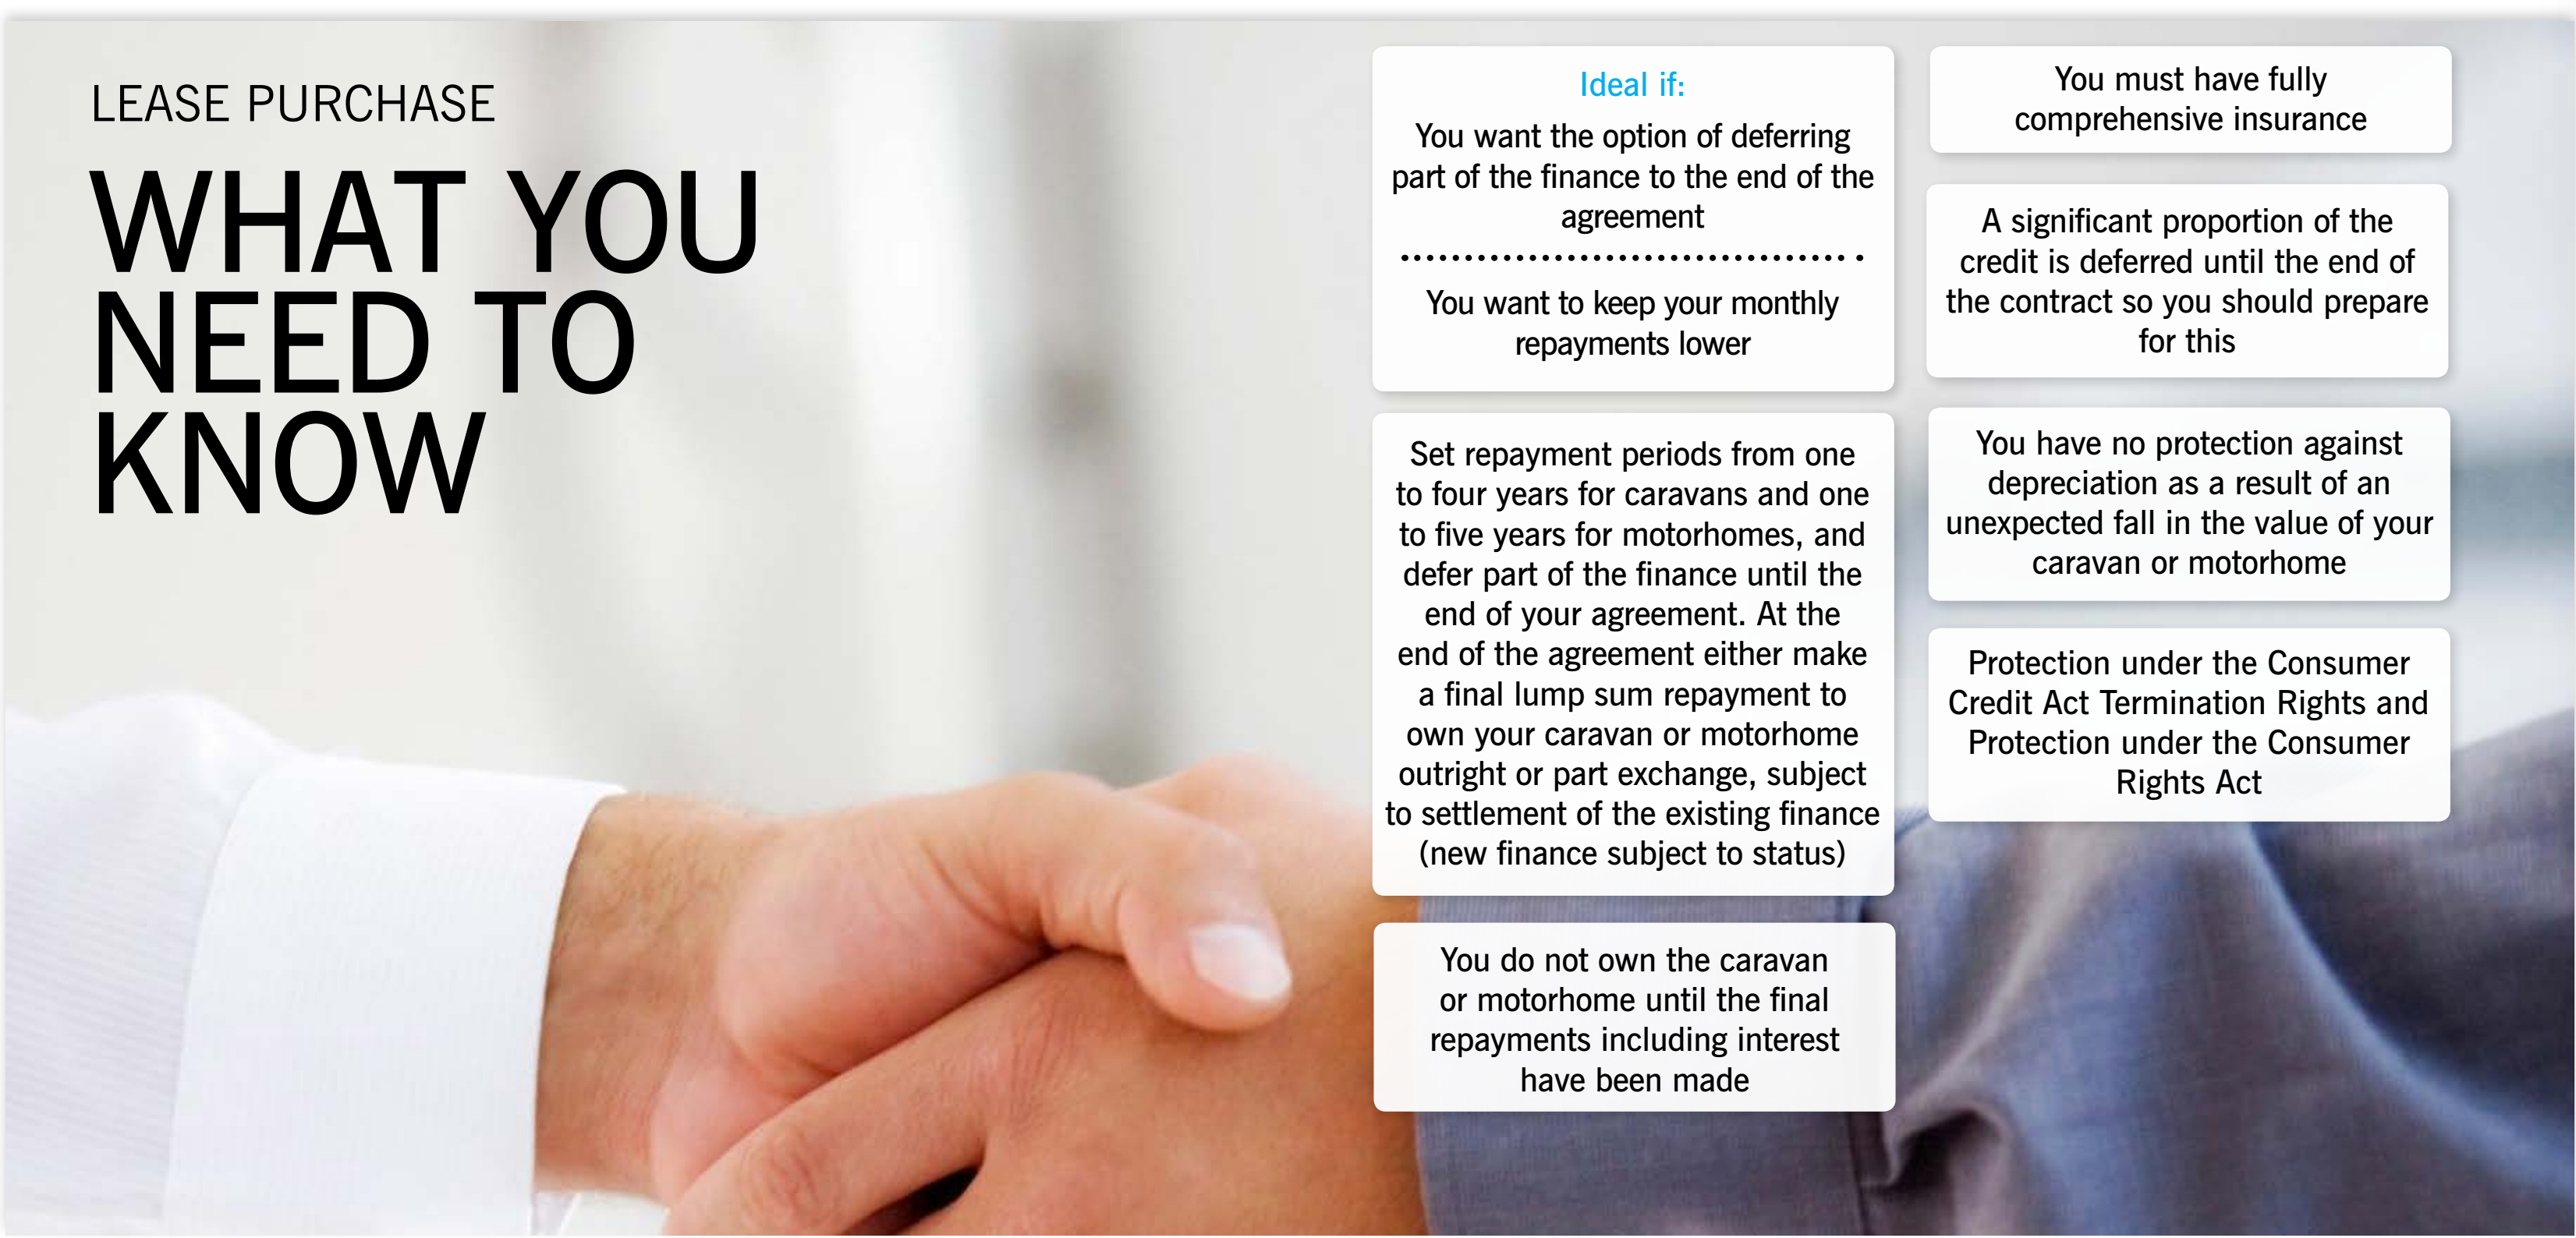 LEASE PURCHASE
WHAT YOU
NEED TO
KNOW
Ideal if:
You want the option of deferring
part of the finance to the end of the
agreement
You want to keep your monthly
repayments lower
Set repayment periods from one
to four years for caravans and one
to five years for motorhomes, and
defer part of the finance until the
end of your agreement. At the
end of the agreement either make
a final lump sum repayment to
own your caravan or motorhome
outright or part exchange, subject
to settlement of the existing finance
(new finance subject to status)
You do not own the caravan
or motorhome until the final
repayments including interest
have been made
You must have fully
comprehensive insurance
A significant proportion of the
credit is deferred until the end of
the contract so you should prepare
for this
You have no protection against
depreciation as a result of an
unexpected fall in the value of your
caravan or motorhome
Protection under the Consumer
Credit Act Termination Rights and
Protection under the Consumer
Rights Act